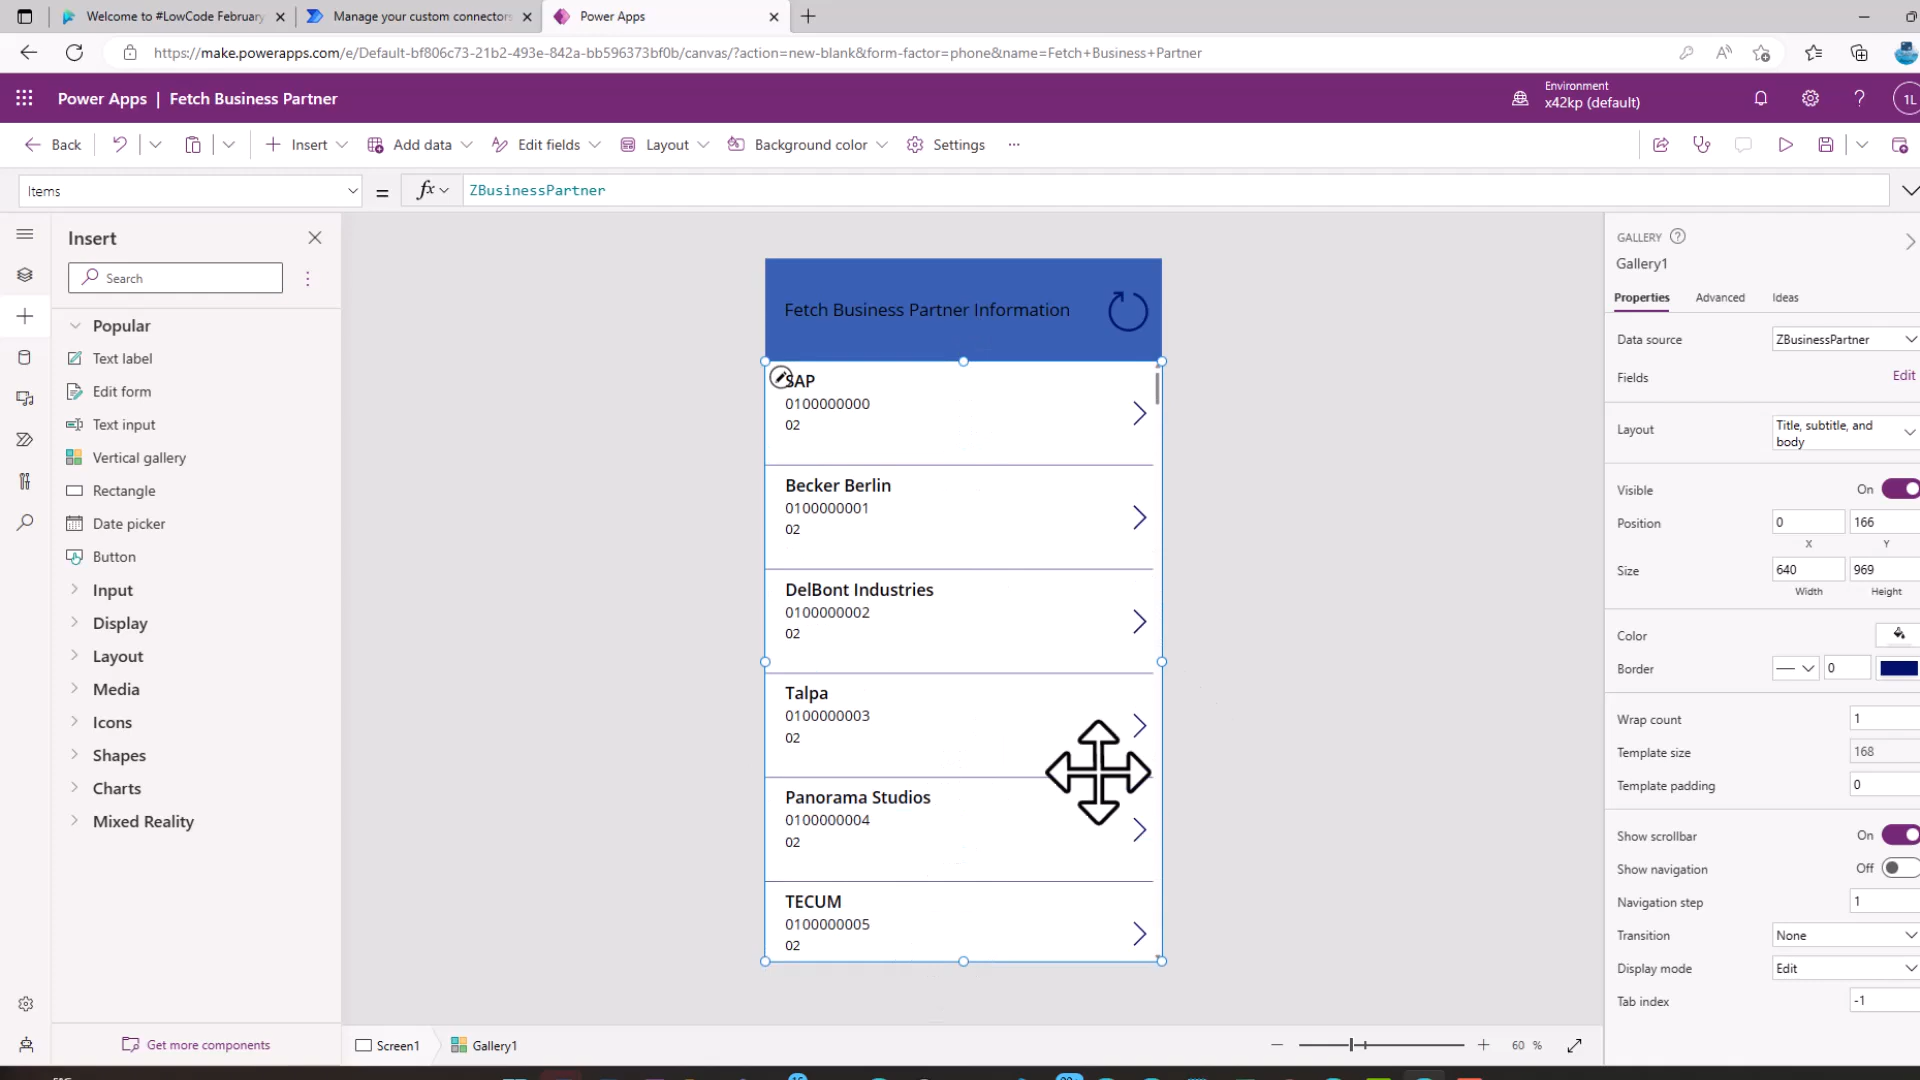 Welcome to #LowCode February
Manage your custom connectors
Power Apps
https://make.powerapps.com/e/Default-bf806c73-21b2-493e-842a-bb596373bf0b/canvas/?action=new-blank&form-factor=phone&name=Fetch+Business+Partner
Power Apps | Fetch Business Partner
Environment
x42kp (default)
1L
Back
Insert
Add data
Edit fields
Layout
Background color
Settings
Items
=
fx
ZBusinessPartner
Insert
Search
Popular
Text label
Edit form
Text input
Vertical gallery
Rectangle
Date picker
Button
Input
Display
Layout
Media
Icons
Shapes
Charts
Mixed Reality
Get more components
Fetch Business Partner Information
SAP
0100000000
02
Becker Berlin
0100000001
02
DelBont Industries
0100000002
02
Talpa
0100000003
02
Panorama Studios
0100000004
02
TECUM
0100000005
02
Screen1
Gallery1
60 %
GALLERY
Gallery1
Properties
Advanced
Ideas
Data source
ZBusinessPartner
Fields
Edit
Layout
Title, subtitle, and
body
Visible
On
Position
0
166
X
Y
Size
640
969
Width
Height
Color
Border
0
Wrap count
1
Template size
168
Template padding
0
Show scrollbar
On
Show navigation
Off
Navigation step
1
Transition
None
Display mode
Edit
Tab index
-1